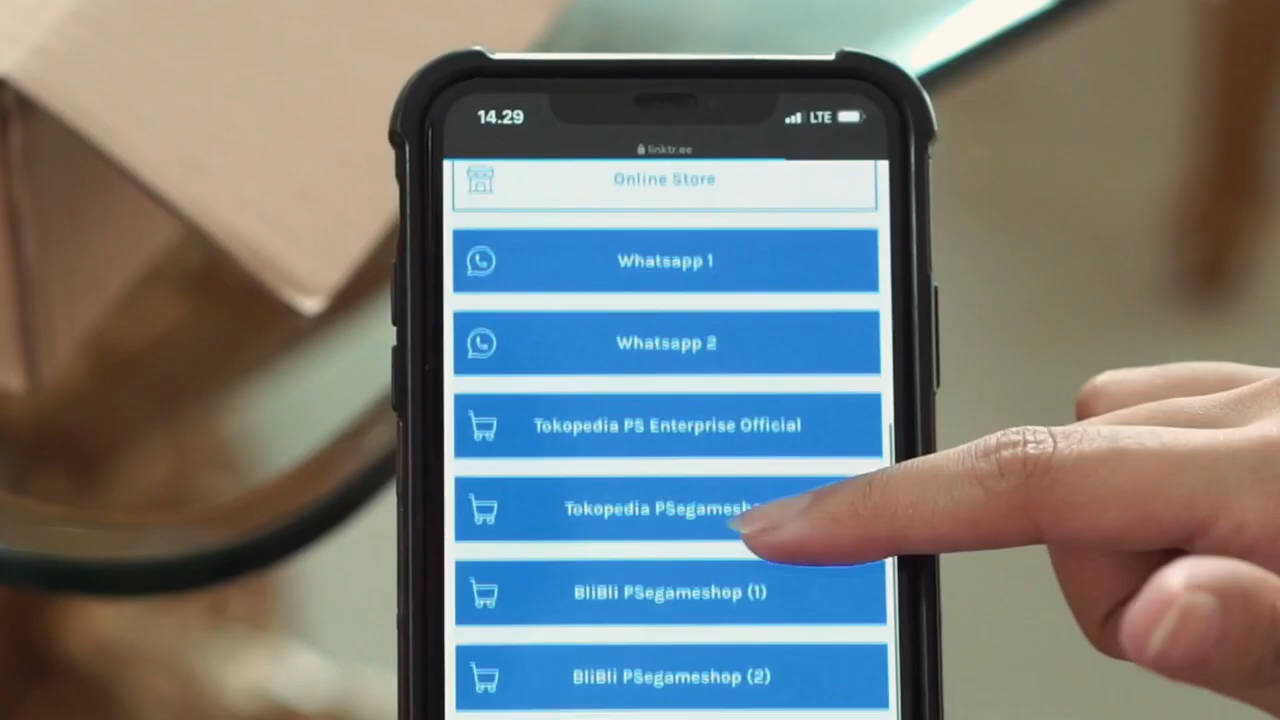 14.29
LTE
linktr.ee
Online Store
Whatsapp 1
Whatsapp 2
Tokopedia PS Enterprise Official
Tokopedia
BliBli PSegameshop (1)
BliBli PSegameshop (2)